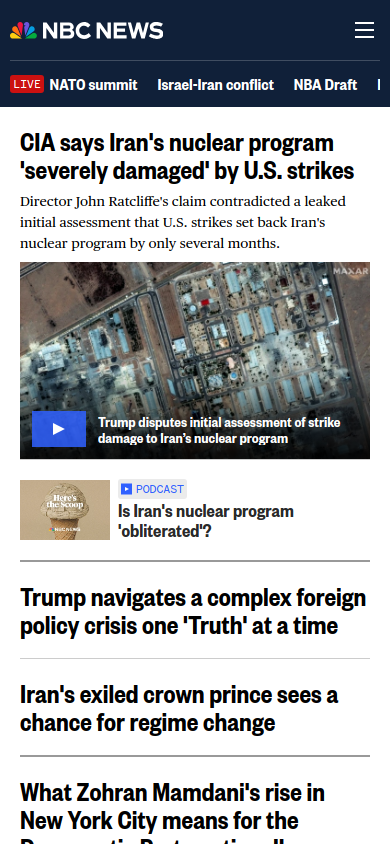 NBC NEWS
LIVE NATO summit Israel-Iran conflict NBA Draft
CIA says Iran's nuclear program
'severely damaged' by U.S. strikes
Director John Ratcliffe's claim contradicted a leaked
initial assessment that U.S. strikes set back Iran's
nuclear program by only several months.
MAXAR
Trump disputes initial assessment of strike
damage to Iran's nuclear program
Here's
the Scoop
NBC NEWS
PODCAST
Is Iran's nuclear program
'obliterated'?
Trump navigates a complex foreign
policy crisis one 'Truth' at a time
Iran's exiled crown prince sees a
chance for regime change
What Zohran Mamdani's rise in
New York City means for the